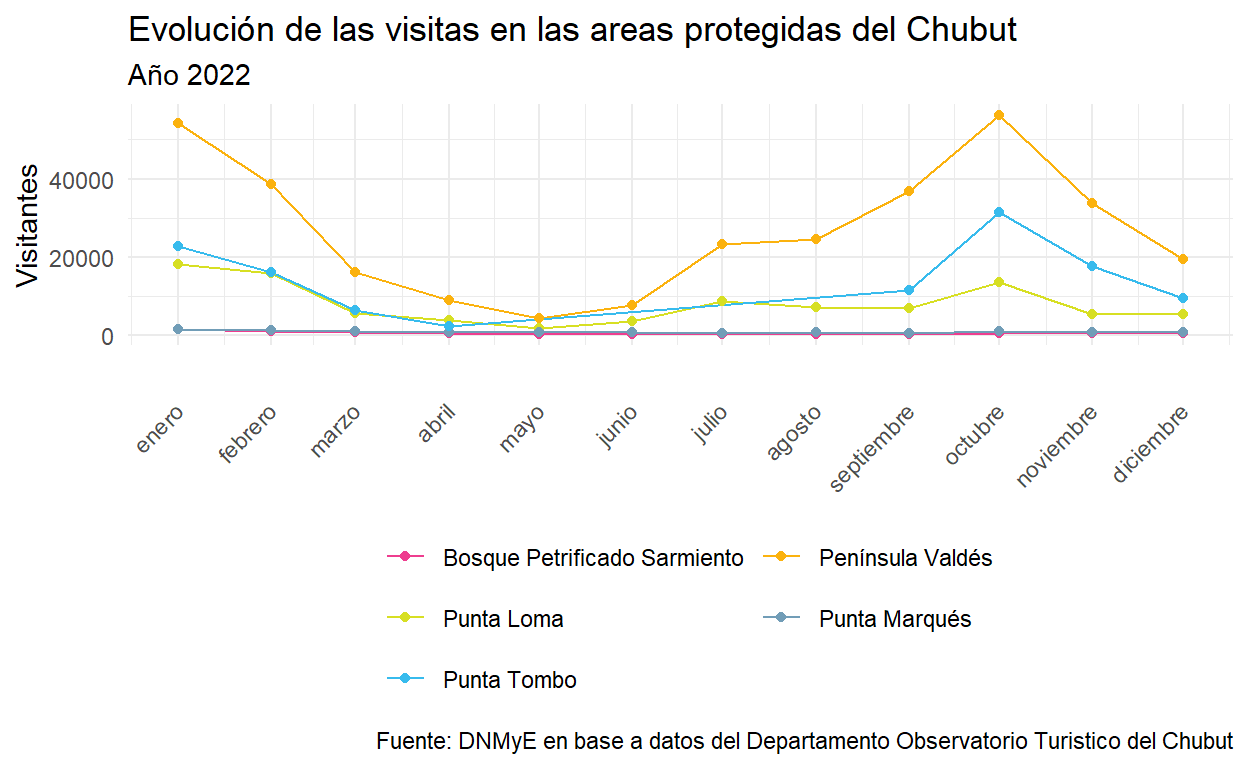 Evolución de las visitas en las areas protegidas del Chubut
Año 2022
Visitantes
40000
20000
0
enero
febrero
marzo
abril
mayo
junio
julio
agosto
septiembre
octubre
noviembre
diciembre
Bosque Petrificado Sarmiento
Península Valdés
Punta Loma
Punta Marqués
Punta Tombo
Fuente: DNMyE en base a datos del Departamento Observatorio Turistico del Chubut